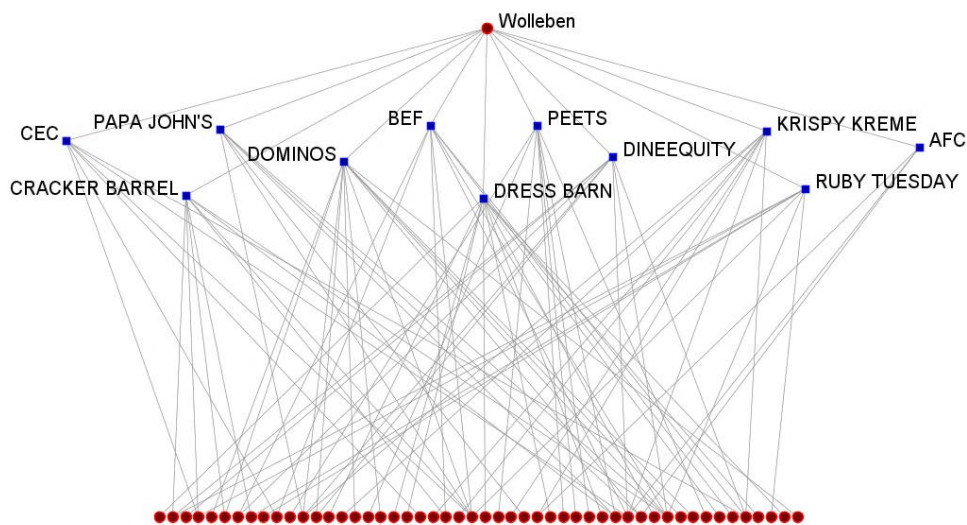 Wolleben
PAPA JOHN'S
BEF
PEETS
KRISPY KREME
CEC
AFC
DOMINOS
DINEEQUITY
CRACKER BARREL
DRESS BARN
RUBY TUESDAY